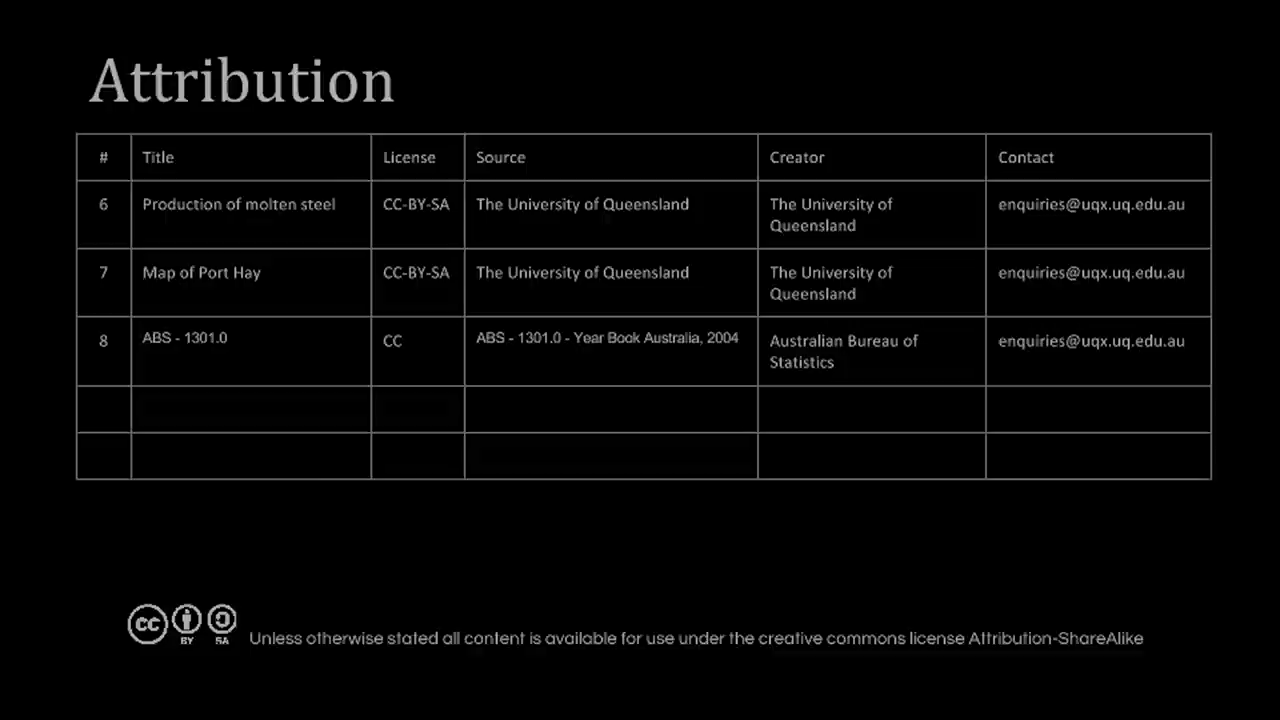 Attribution
# Title License Source Creator Contact
6 Production of molten steel CC-BY-SA The University of Queensland The University of enquiries@uqx.uq.edu.au
Queensland
7 Map of Port Hay CC-BY-SA The University of Queensland The University of enquiries@uqx.uq.edu.au
Queensland
8 ABS - 1301.0 CC ABS - 1301.0 - Year Book Australia, 2004 Australian Bureau of enquiries@uqx.uq.edu.au
Statistics
cc BY SA Unless otherwise stated all content is available for use under the creative commons license Attribution-ShareAlike